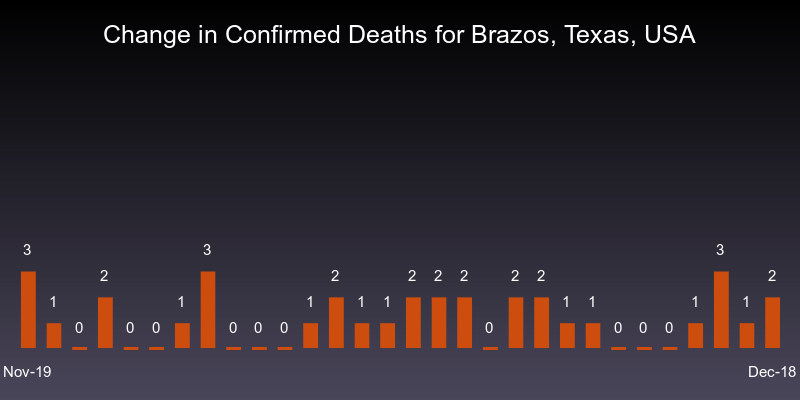 Change in Confirmed Deaths for Brazos, Texas, USA
3 1 0 2 0 0 1 3 0 0 0 1 2 1 1 2 2 2 0 2 2 1 1 0 0 0 1 3 1 2
Nov-19 Dec-18